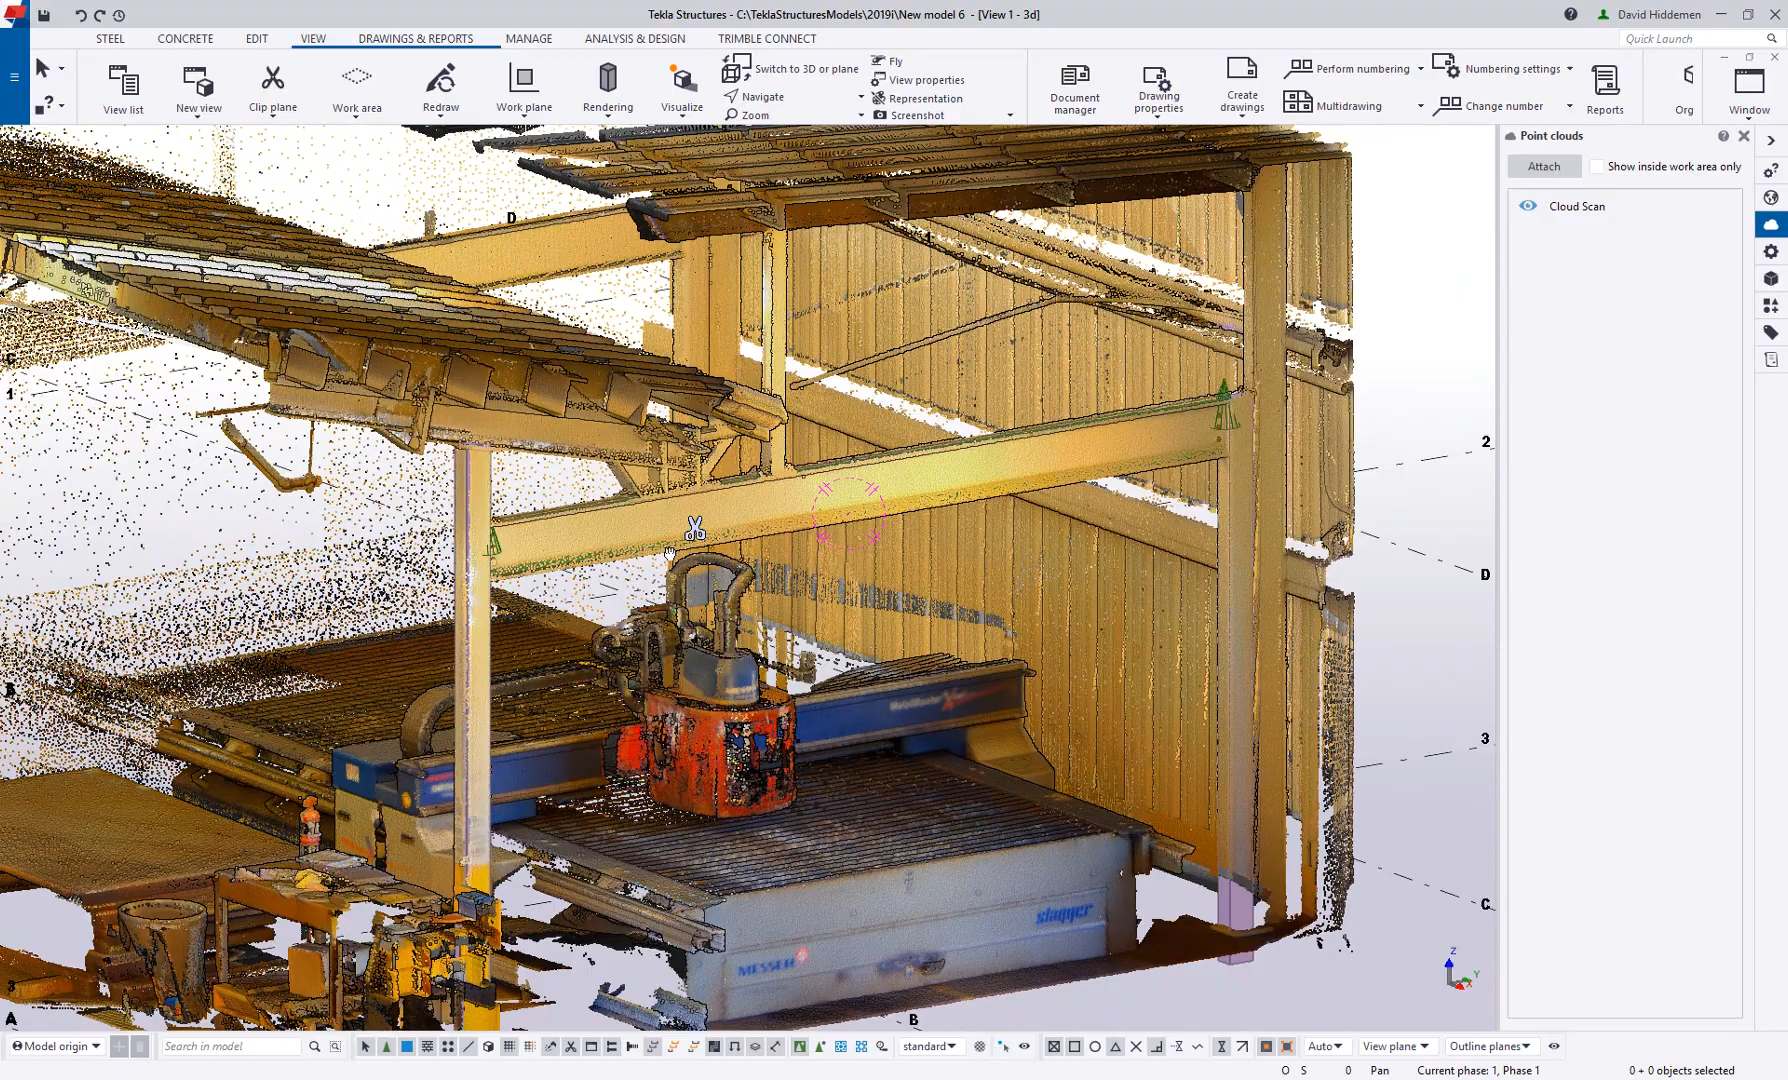 Tekla Structures - C:\TeklaStructuresModels\2019i\New model 6 - [View 1 - 3d]
David Hiddemen
STEEL CONCRETE EDIT VIEW DRAWINGS & REPORTS MANAGE ANALYSIS & DESIGN TRIMBLE CONNECT
Quick Launch
View list
New view
Clip plane
Work area
Redraw
Work plane
Rendering
Visualize
Switch to 3D or plane
Navigate
Zoom
Fly
View properties
Representation
Screenshot
Document manager
Drawing properties
Create drawings
Perform numbering
Multidrawing
Numbering settings
Change number
Reports
Org
Window
Point clouds
Attach
Show inside work area only
Cloud Scan
D
C
1
2
D
3
B
C
slagger
MESSER
3
A
B
Z
Y
X
Model origin
Search in model
standard
Auto
View plane
Outline planes
O S 0 Pan Current phase: 1, Phase 1 0 + 0 objects selected